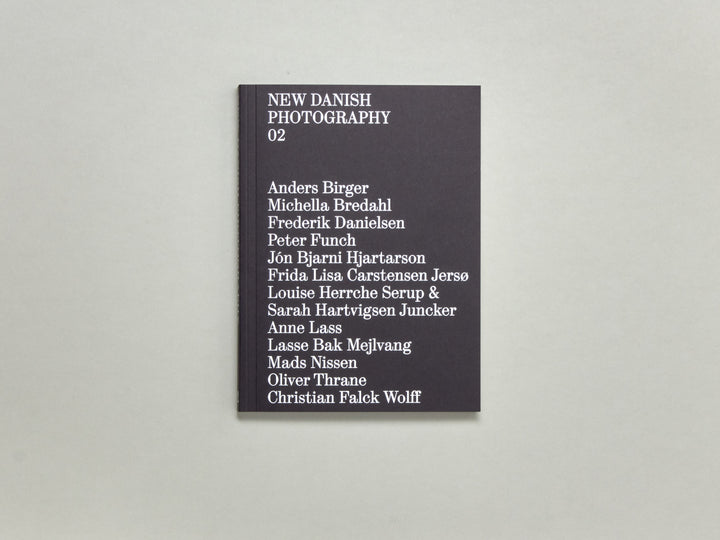 NEW DANISH
PHOTOGRAPHY
02
Anders Birger
Michella Bredahl
Frederik Danielsen
Peter Funch
Jón Bjarni Hjartarson
Frida Lisa Carstensen Jersø
Louise Herrche Serup &
Sarah Hartvigsen Juncker
Anne Lass
Lasse Bak Mejlvang
Mads Nissen
Oliver Thrane
Christian Falck Wolff